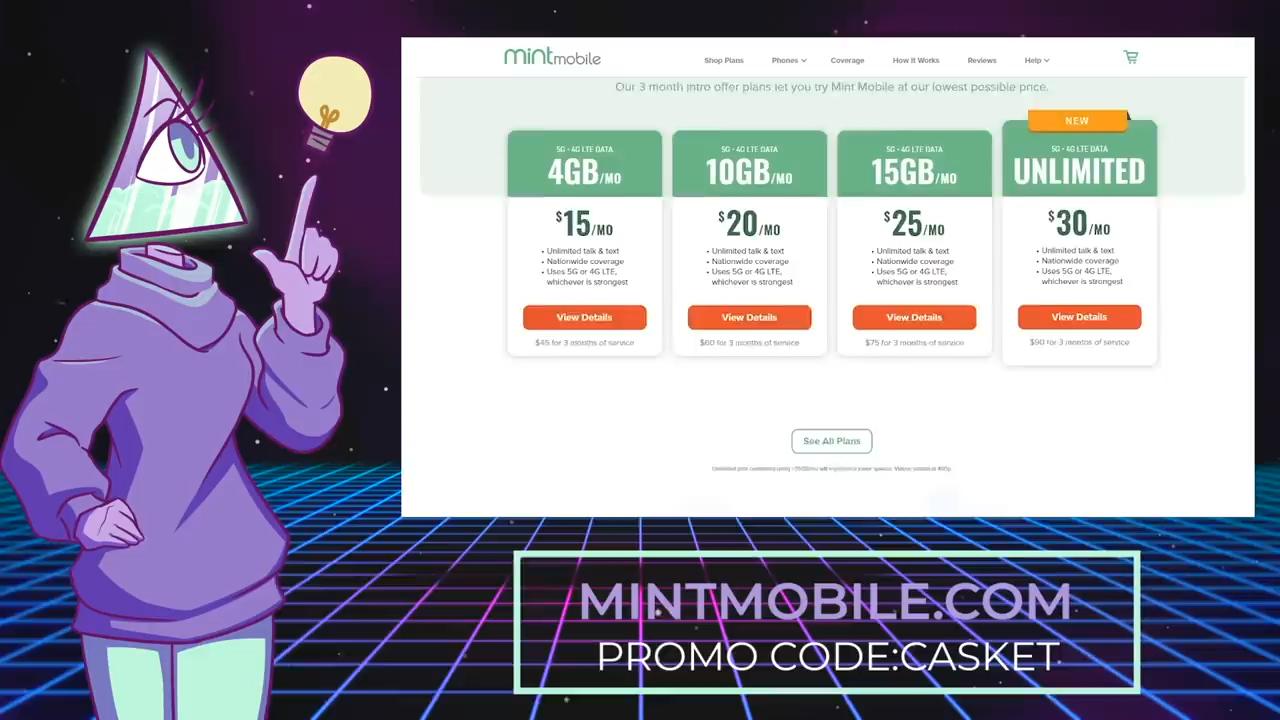 mintmobile
Shop Plans Phones Coverage How It Works Reviews Help
Our 3 month intro offer plans let you try Mint Mobile at our lowest possible price.
5G • 4G LTE DATA
4GB/MO
$15/MO
• Unlimited talk & text
• Nationwide coverage
• Uses 5G or 4G LTE,
whichever is strongest
View Details
$45 for 3 months of service
5G • 4G LTE DATA
10GB/MO
$20/MO
• Unlimited talk & text
• Nationwide coverage
• Uses 5G or 4G LTE,
whichever is strongest
View Details
$60 for 3 months of service
5G • 4G LTE DATA
15GB/MO
$25/MO
• Unlimited talk & text
• Nationwide coverage
• Uses 5G or 4G LTE,
whichever is strongest
View Details
$75 for 3 months of service
NEW
5G • 4G LTE DATA
UNLIMITED
$30/MO
• Unlimited talk & text
• Nationwide coverage
• Uses 5G or 4G LTE,
whichever is strongest
View Details
$90 for 3 months of service
See All Plans
MINTMOBILE.COM
PROMO CODE:CASKET